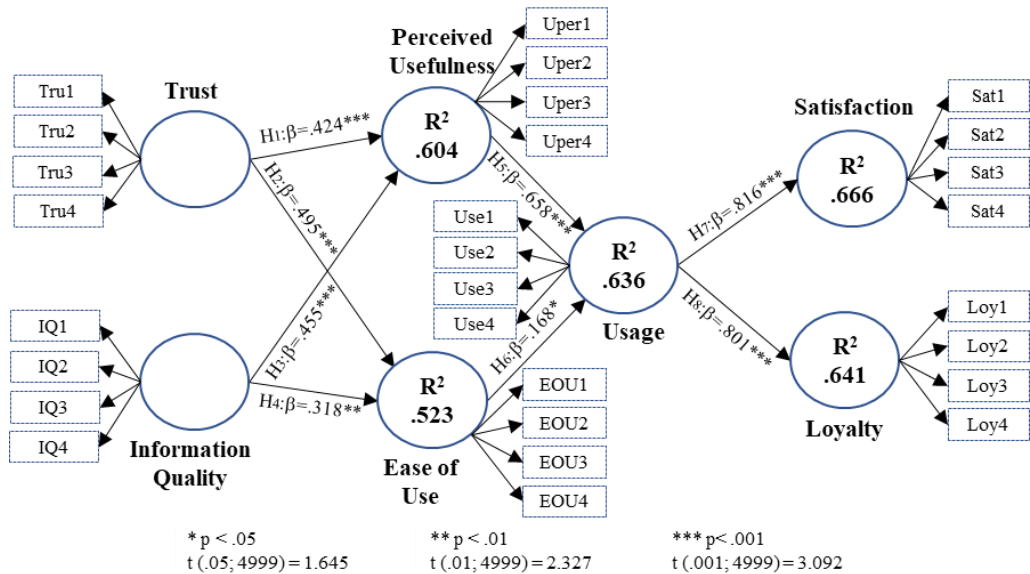 Trust
Tru1
Tru2
Tru3
Tru4
Information
Quality
IQ1
IQ2
IQ3
IQ4
H1:β=.424***
H2:β=.495***
H3:β=.455***
H4:β=.318**
Perceived
Usefulness
R²
.604
Uper1
Uper2
Uper3
Uper4
R²
.523
Ease of
Use
EOU1
EOU2
EOU3
EOU4
H5:β=.658***
H6:β=.168*
Use1
Use2
Use3
Use4
R²
.636
Usage
H7:β=.816***
H8:β=.801***
Satisfaction
R²
.666
Sat1
Sat2
Sat3
Sat4
R²
.641
Loyalty
Loy1
Loy2
Loy3
Loy4
* p < .05
t (.05; 4999) = 1.645
** p < .01
t (.01; 4999) = 2.327
*** p < .001
t (.001; 4999) = 3.092